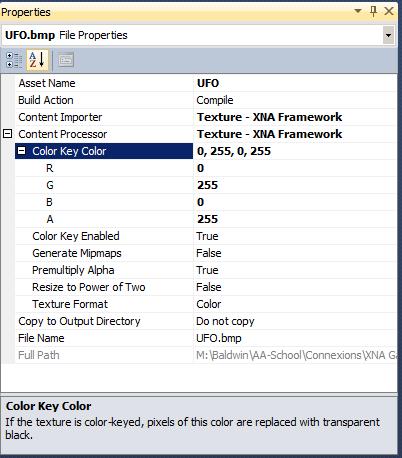 Properties
UFO.bmp File Properties
Asset Name UFO
Build Action Compile
Content Importer Texture - XNA Framework
Content Processor Texture - XNA Framework
Color Key Color 0, 255, 0, 255
R 0
G 255
B 0
A 255
Color Key Enabled True
Generate Mipmaps False
Premultiply Alpha True
Resize to Power of Two False
Texture Format Color
Copy to Output Directory Do not copy
File Name UFO.bmp
Full Path M:\Baldwin\AA-School\Connexions\XNA Ga
Color Key Color
If the texture is color-keyed, pixels of this color are replaced with transparent
black.